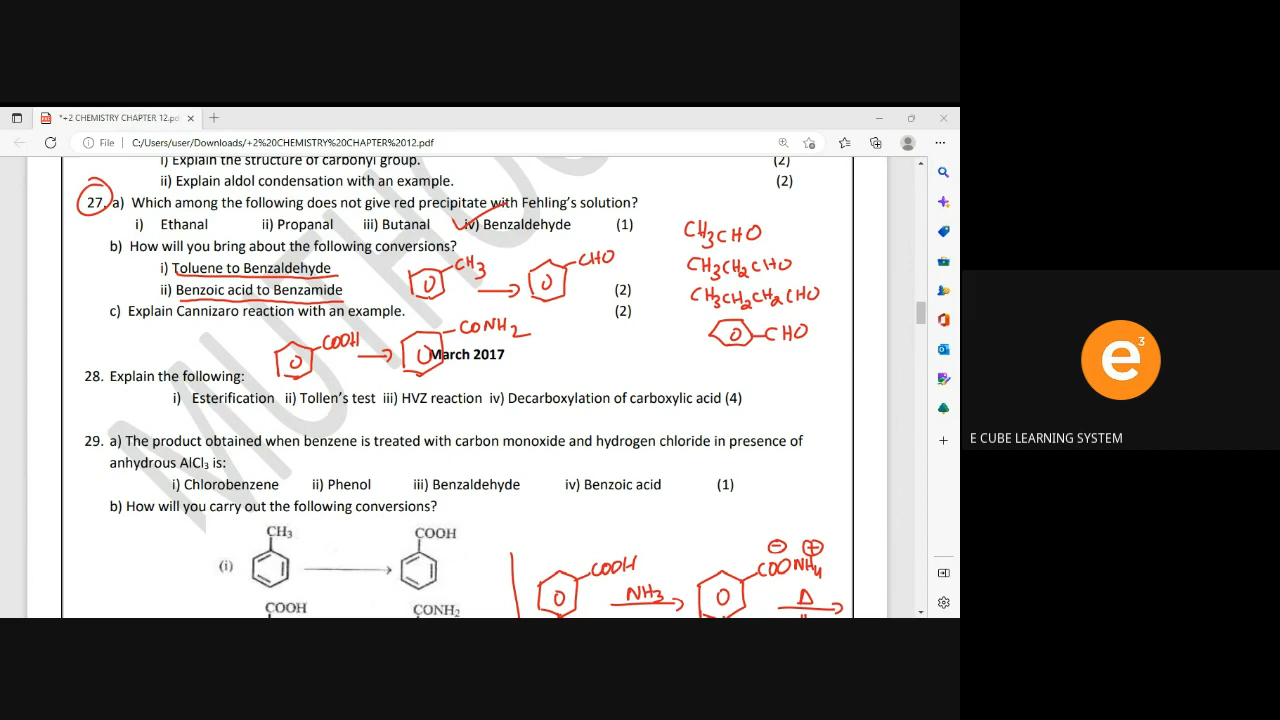 *+2 CHEMISTRY CHAPTER 12.pd
File C:/Users/user/Downloads/+2%20CHEMISTRY%20CHAPTER%2012.pdf
i) Explain the structure of carbonyl group. (2)
ii) Explain aldol condensation with an example. (2)
27. a) Which among the following does not give red precipitate with Fehling's solution?
i) Ethanal ii) Propanal iii) Butanal iv) Benzaldehyde (1)
CH3CHO
b) How will you bring about the following conversions?
i) Toluene to Benzaldehyde
CH3 CHO
CH3CH2CHO
ii) Benzoic acid to Benzamide (2)
CH3CH2CH2CHO
c) Explain Cannizaro reaction with an example. (2)
CHO
COOH CONH2
March 2017
28. Explain the following:
i) Esterification ii) Tollen's test iii) HVZ reaction iv) Decarboxylation of carboxylic acid (4)
29. a) The product obtained when benzene is treated with carbon monoxide and hydrogen chloride in presence of
anhydrous AlCl3 is:
i) Chlorobenzene ii) Phenol iii) Benzaldehyde iv) Benzoic acid (1)
b) How will you carry out the following conversions?
CH3 COOH
(i)
COOH NH3 COO⊖ NH4⊕ Δ
COOH CONH2
MUTHO
e3
E CUBE LEARNING SYSTEM